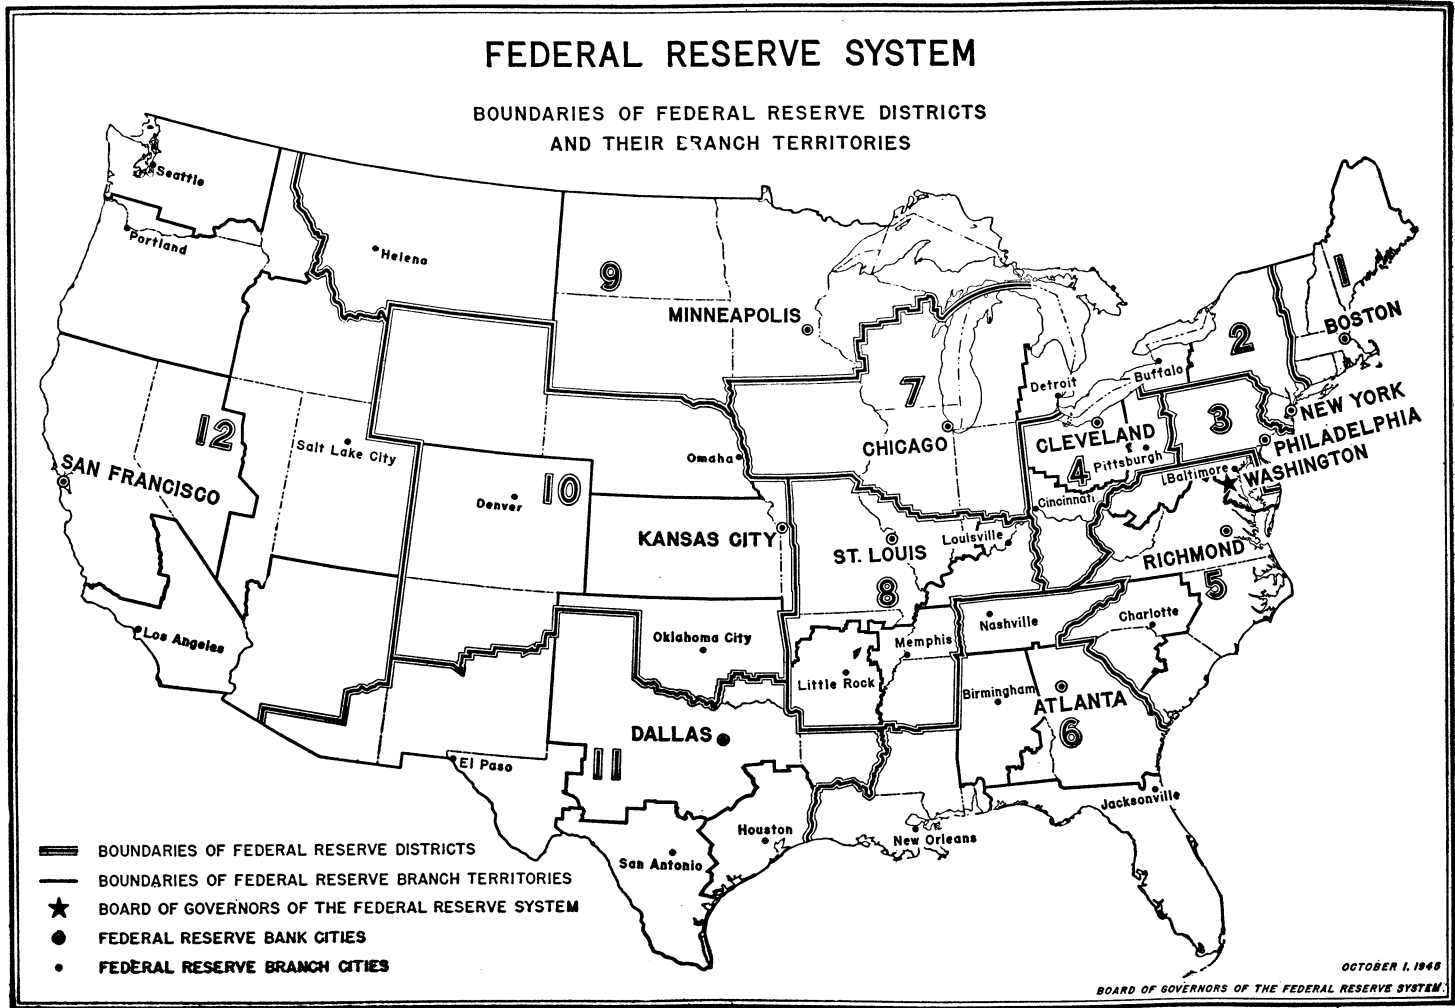 FEDERAL RESERVE SYSTEM
BOUNDARIES OF FEDERAL RESERVE DISTRICTS
AND THEIR BRANCH TERRITORIES
Seattle
Portland
Helena
9
MINNEAPOLIS
1
BOSTON
2
Buffalo
Detroit
7
CHICAGO
CLEVELAND
4
Pittsburgh
3
NEW YORK
PHILADELPHIA
WASHINGTON
Baltimore
Cincinnati
12
SAN FRANCISCO
Salt Lake City
Omaha
Denver
10
KANSAS CITY
ST. LOUIS
8
Louisville
RICHMOND
5
Los Angeles
Oklahoma City
Memphis
Nashville
Charlotte
Little Rock
Birmingham
ATLANTA
6
DALLAS
11
El Paso
Houston
San Antonio
New Orleans
Jacksonville
BOUNDARIES OF FEDERAL RESERVE DISTRICTS
BOUNDARIES OF FEDERAL RESERVE BRANCH TERRITORIES
BOARD OF GOVERNORS OF THE FEDERAL RESERVE SYSTEM
FEDERAL RESERVE BANK CITIES
FEDERAL RESERVE BRANCH CITIES
OCTOBER 1, 1945
BOARD OF GOVERNORS OF THE FEDERAL RESERVE SYSTEM